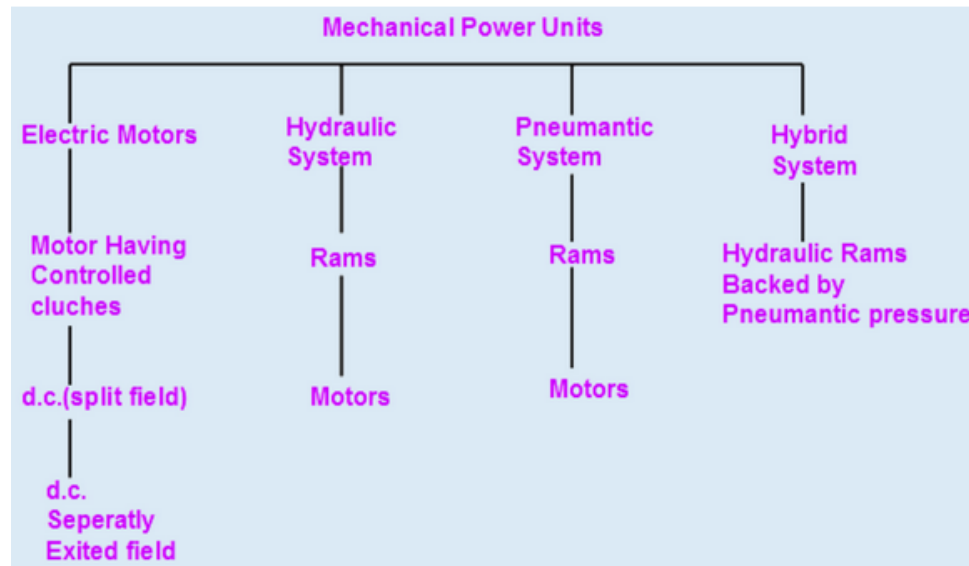 Mechanical Power Units
Electric Motors
Hydraulic
System
Pneumantic
System
Hybrid
System
Motor Having
Controlled
cluches
Rams
Rams
Hydraulic Rams
Backed by
Pneumantic pressure
d.c.(split field)
Motors
Motors
d.c.
Seperatly
Exited field